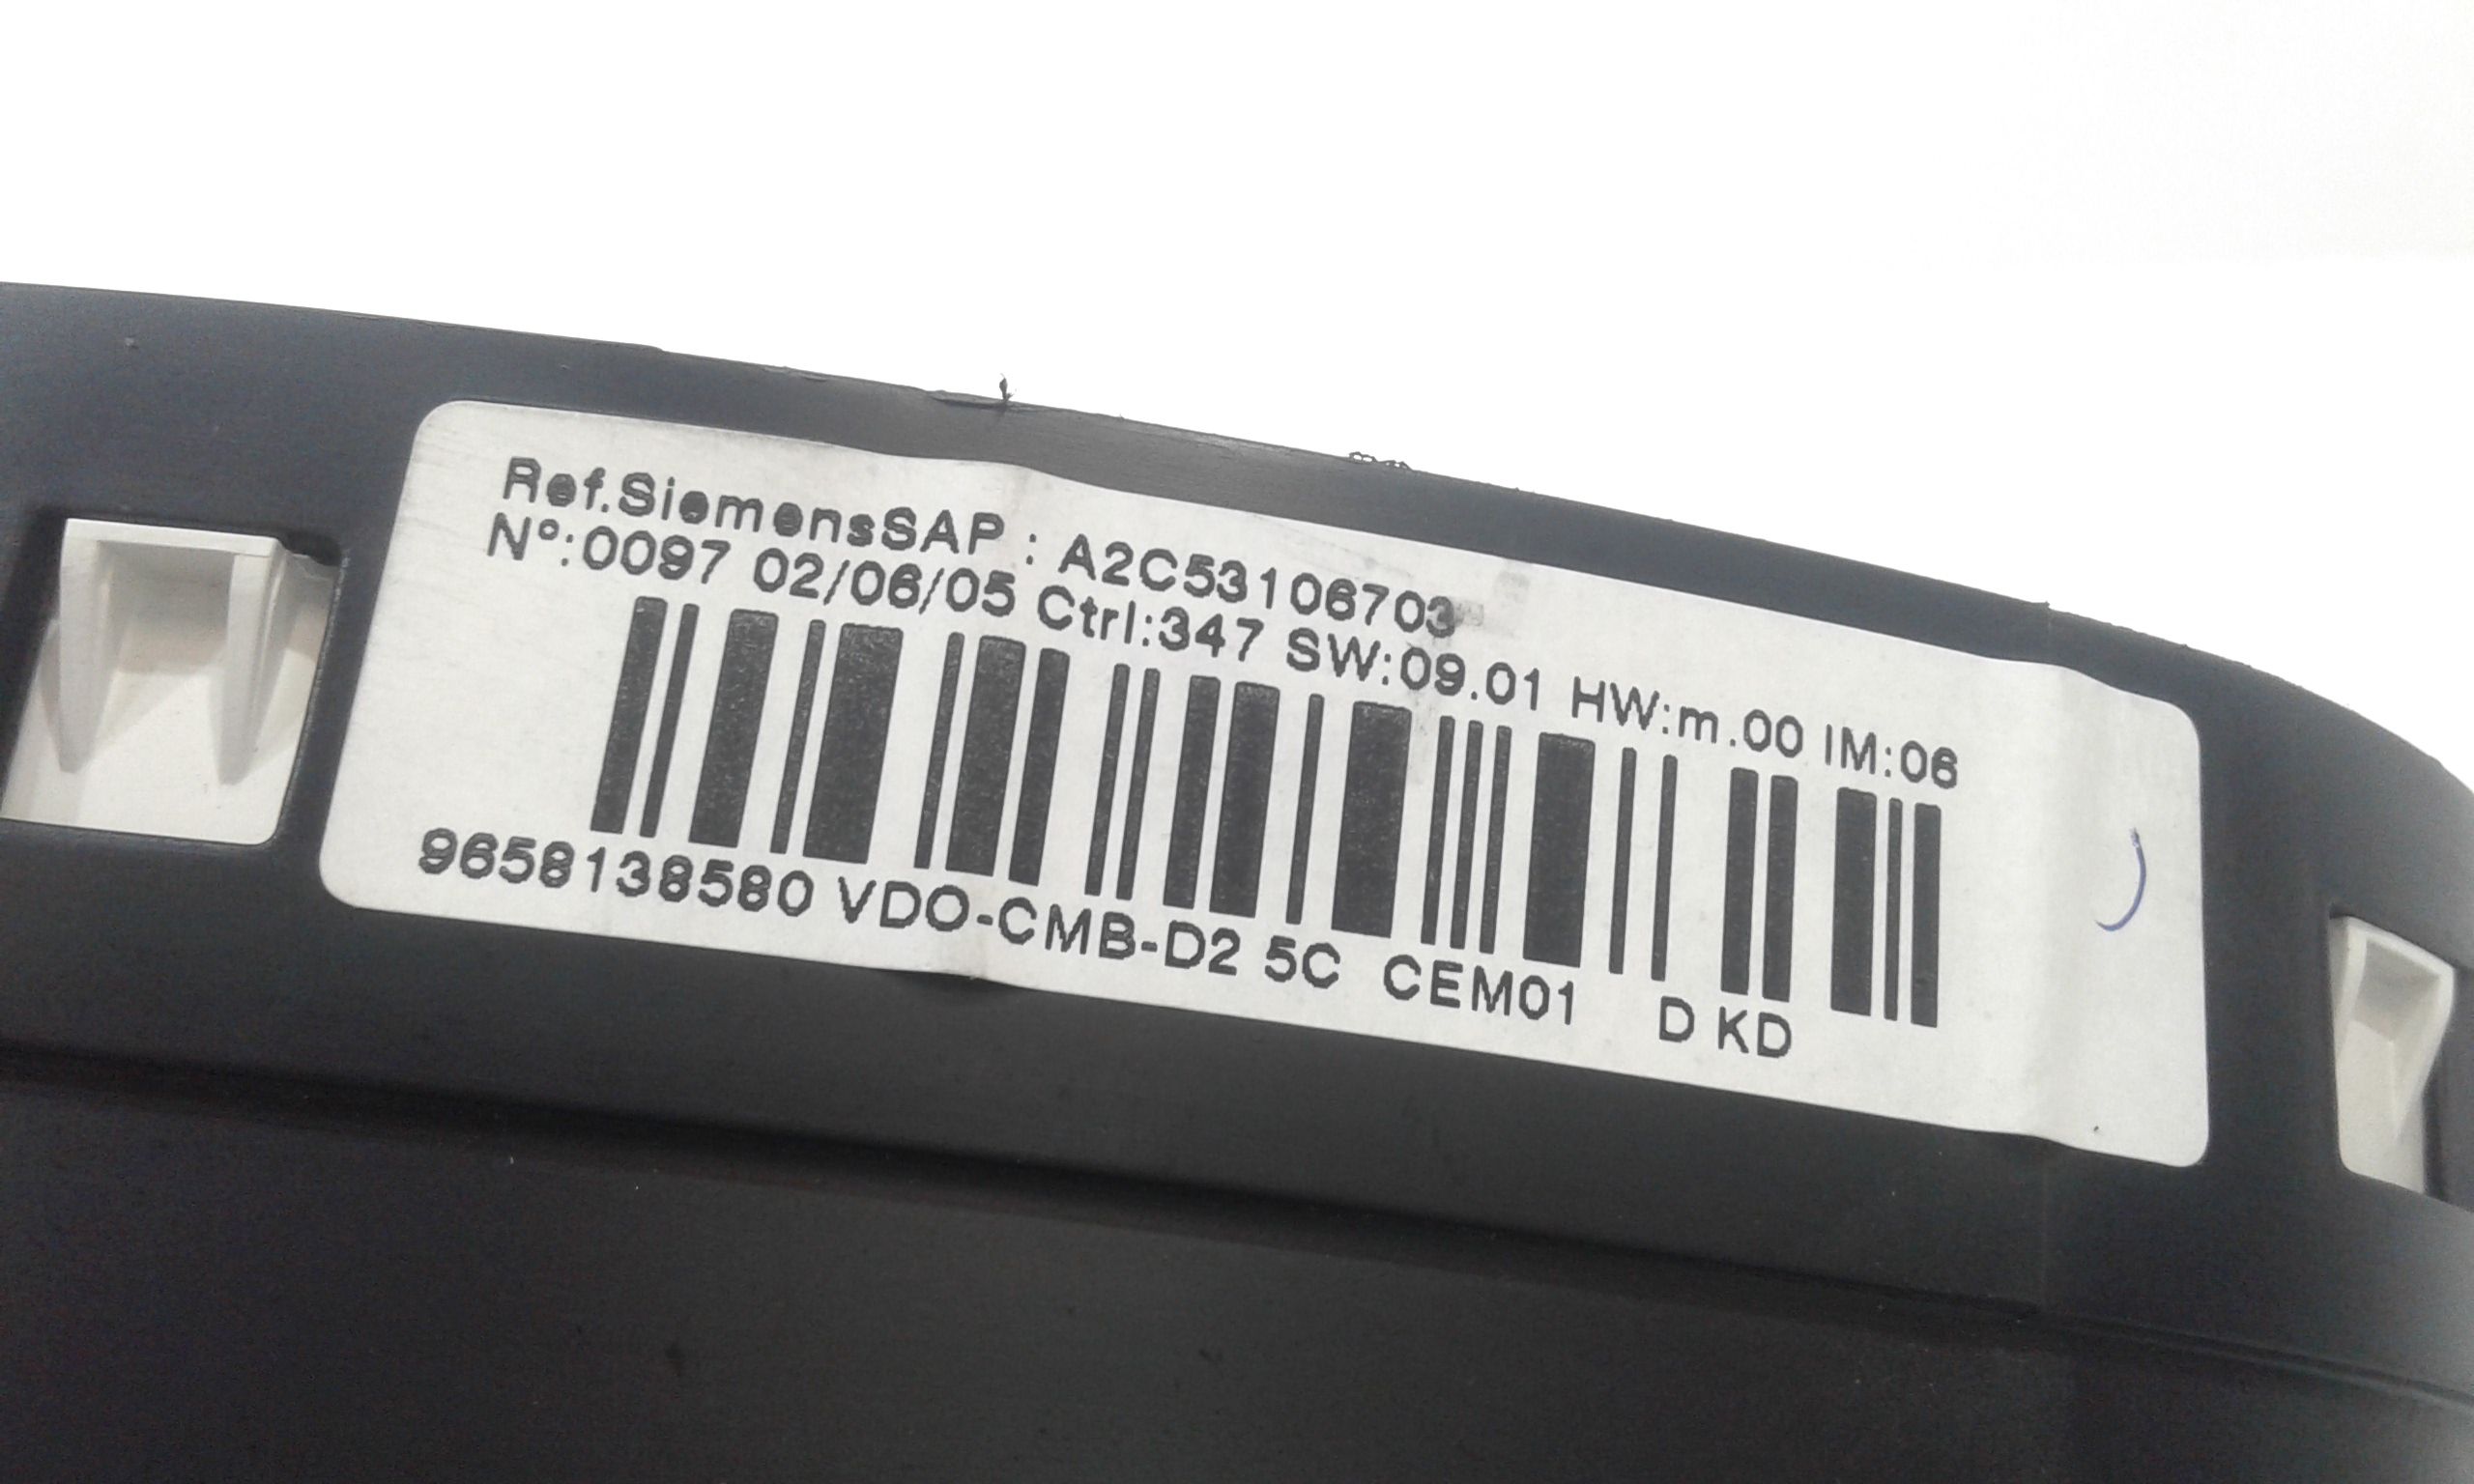 Ref.SiemensSAP : A2C53106703
N°:0097 02/06/05 Ctrl:347 SW:09.01 HW:m.00 IM:06
9658138580 VDO-CMB-D2 5C CEM01 D KD